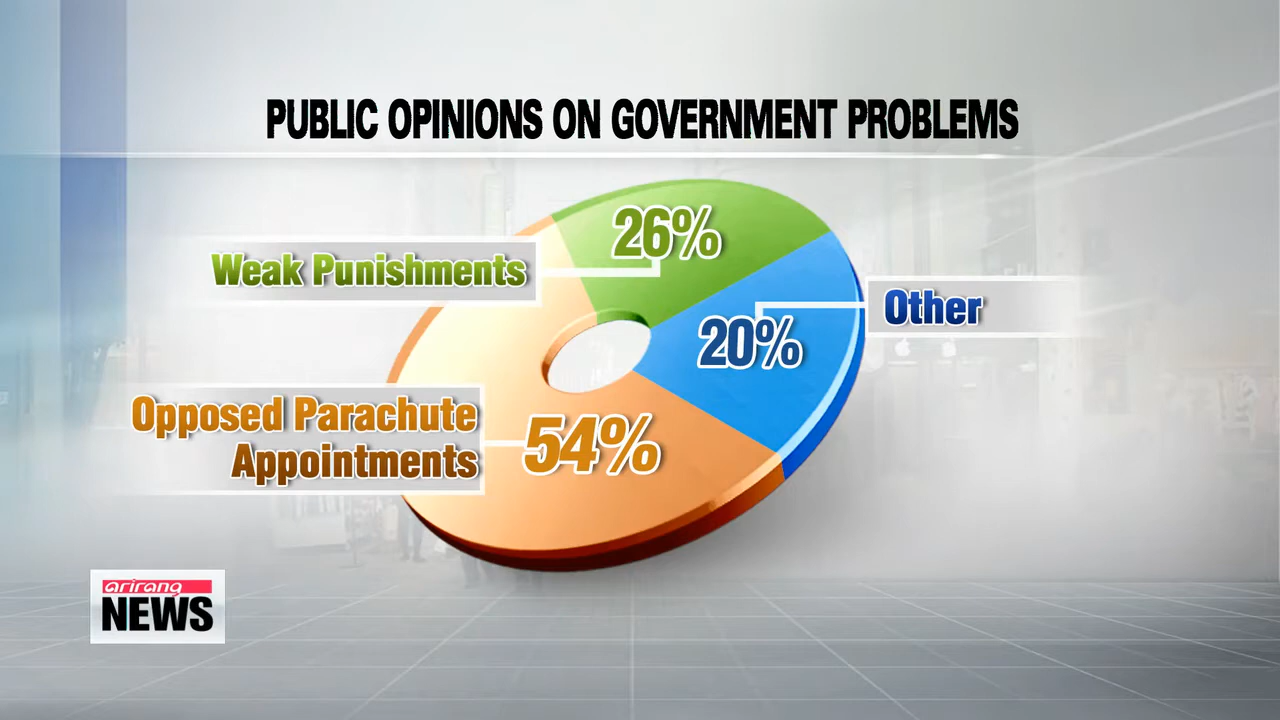 PUBLIC OPINIONS ON GOVERNMENT PROBLEMS
26%
Weak Punishments
Other
20%
Opposed Parachute
Appointments
54%
arirang
NEWS